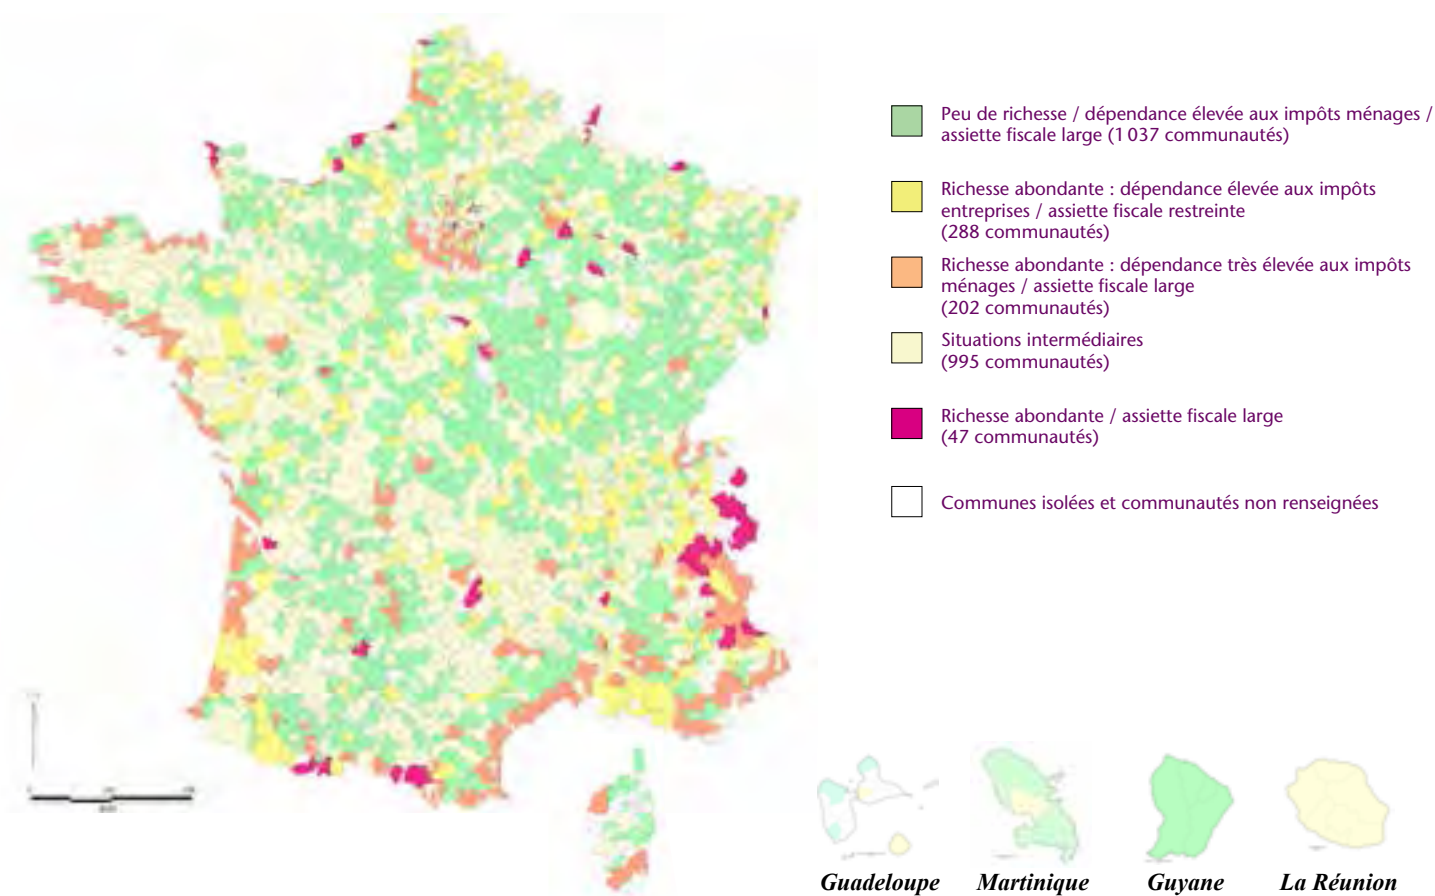 Peu de richesse / dépendance élevée aux impôts ménages /
assiette fiscale large (1 037 communautés)
Richesse abondante : dépendance élevée aux impôts
entreprises / assiette fiscale restreinte
(288 communautés)
Richesse abondante : dépendance très élevée aux impôts
ménages / assiette fiscale large
(202 communautés)
Situations intermédiaires
(995 communautés)
Richesse abondante / assiette fiscale large
(47 communautés)
Communes isolées et communautés non renseignées
Guadeloupe
Martinique
Guyane
La Réunion